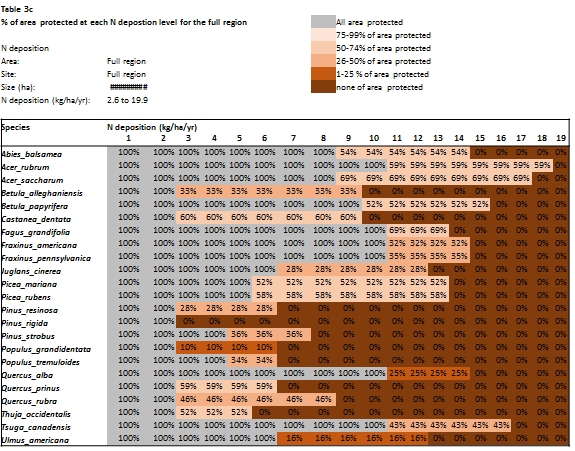 Table 3c
% of area protected at each N depostion level for the full region
All area protected
75-99% of area protected
N deposition
50-74% of area protected
Area: Full region
26-50% of area protected
Site: Full region
1-25 % of area protected
Size (ha): #########
none of area protected
N deposition (kg/ha/yr): 2.6 to 19.9
Species N deposition (kg/ha/yr)
1 2 3 4 5 6 7 8 9 10 11 12 13 14 15 16 17 18 19
Abies_balsamea 100% 100% 100% 100% 100% 100% 100% 100% 54% 54% 54% 54% 54% 54% 0% 0% 0% 0% 0%
Acer_rubrum 100% 100% 100% 100% 100% 100% 100% 100% 100% 100% 59% 59% 59% 59% 59% 59% 59% 59% 0%
Acer_saccharum 100% 100% 100% 100% 100% 100% 100% 100% 69% 69% 69% 69% 69% 69% 69% 69% 69% 0% 0%
Betula_alleghaniensis 100% 100% 33% 33% 33% 33% 33% 33% 33% 0% 0% 0% 0% 0% 0% 0% 0% 0% 0%
Betula_papyrifera 100% 100% 100% 100% 100% 100% 100% 100% 100% 52% 52% 52% 52% 52% 52% 0% 0% 0% 0%
Castanea_dentata 100% 100% 60% 60% 60% 60% 60% 60% 60% 0% 0% 0% 0% 0% 0% 0% 0% 0% 0%
Fagus_grandifolia 100% 100% 100% 100% 100% 100% 100% 100% 100% 100% 69% 69% 69% 0% 0% 0% 0% 0% 0%
Fraxinus_americana 100% 100% 100% 100% 100% 100% 100% 100% 100% 100% 32% 32% 32% 32% 0% 0% 0% 0% 0%
Fraxinus_pennsylvanica 100% 100% 100% 100% 100% 100% 100% 100% 100% 100% 35% 35% 35% 35% 0% 0% 0% 0% 0%
Iuglans_cinerea 100% 100% 100% 100% 100% 100% 28% 28% 28% 28% 28% 28% 0% 0% 0% 0% 0% 0% 0%
Picea_mariana 100% 100% 100% 100% 100% 52% 52% 52% 52% 52% 52% 52% 52% 0% 0% 0% 0% 0% 0%
Picea_rubens 100% 100% 100% 100% 100% 58% 58% 58% 58% 58% 58% 58% 58% 0% 0% 0% 0% 0% 0%
Pinus_resinosa 100% 100% 28% 28% 28% 28% 0% 0% 0% 0% 0% 0% 0% 0% 0% 0% 0% 0% 0%
Pinus_rigida 100% 100% 0% 0% 0% 0% 0% 0% 0% 0% 0% 0% 0% 0% 0% 0% 0% 0% 0%
Pinus_strobus 100% 100% 100% 100% 36% 36% 36% 0% 0% 0% 0% 0% 0% 0% 0% 0% 0% 0% 0%
Populus_grandidentata 100% 100% 10% 10% 10% 10% 0% 0% 0% 0% 0% 0% 0% 0% 0% 0% 0% 0% 0%
Populus_tremuloides 100% 100% 100% 100% 34% 34% 0% 0% 0% 0% 0% 0% 0% 0% 0% 0% 0% 0% 0%
Quercus_alba 100% 100% 100% 100% 100% 100% 100% 100% 100% 100% 25% 25% 25% 25% 0% 0% 0% 0% 0%
Quercus_prinus 100% 100% 59% 59% 59% 59% 0% 0% 0% 0% 0% 0% 0% 0% 0% 0% 0% 0% 0%
Quercus_rubra 100% 100% 46% 46% 46% 46% 46% 46% 0% 0% 0% 0% 0% 0% 0% 0% 0% 0% 0%
Thuja_occidentalis 100% 100% 52% 52% 52% 0% 0% 0% 0% 0% 0% 0% 0% 0% 0% 0% 0% 0% 0%
Tsuga_canadensis 100% 100% 100% 100% 100% 100% 100% 100% 100% 100% 43% 43% 43% 43% 43% 43% 0% 0% 0%
Ulmus_americana 100% 100% 100% 100% 100% 100% 16% 16% 16% 16% 16% 16% 0% 0% 0% 0% 0% 0% 0%